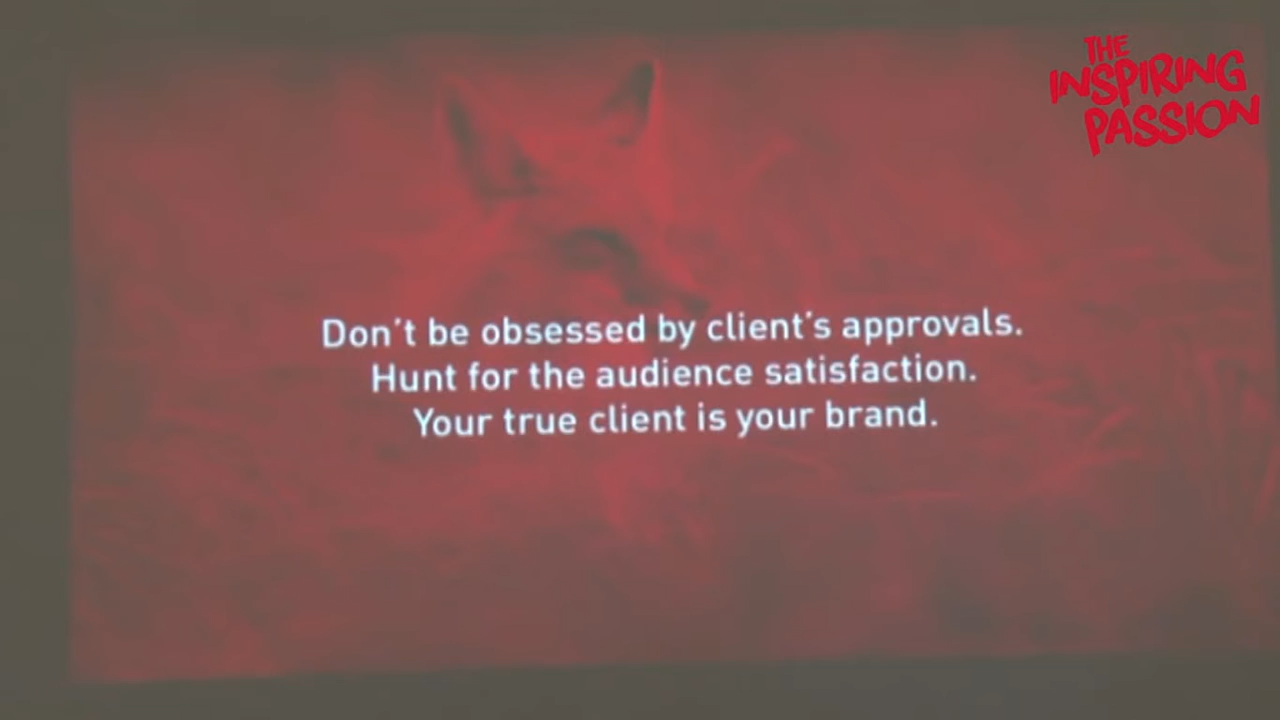 THE
INSPIRING
PASSION
Don't be obsessed by client's approvals.
Hunt for the audience satisfaction.
Your true client is your brand.